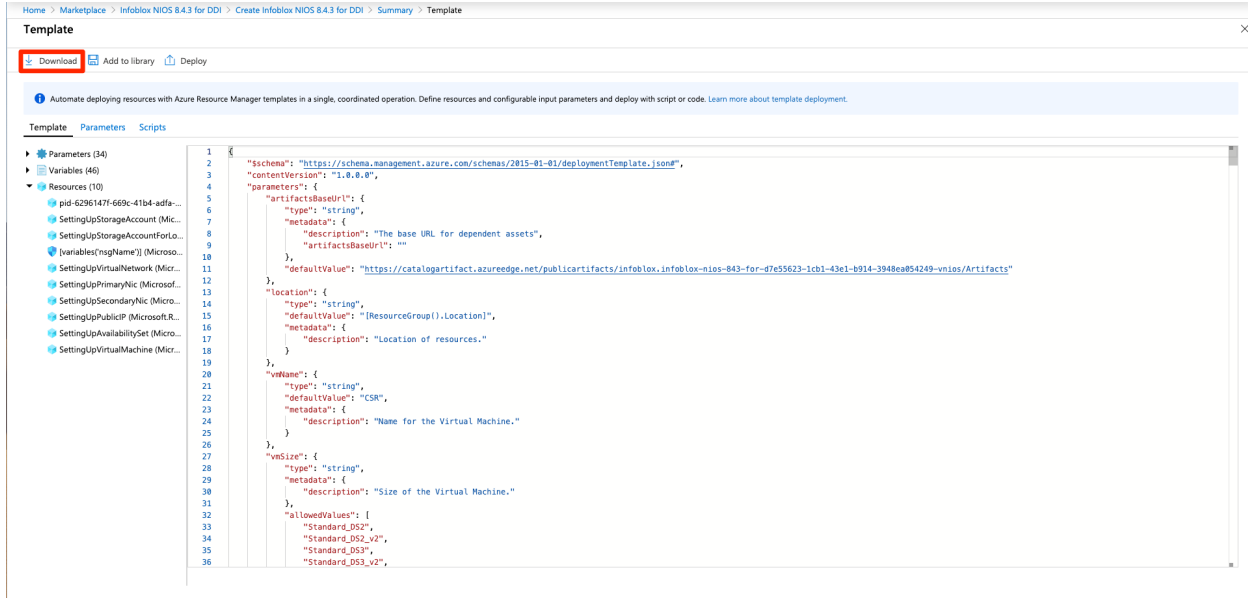 Home > Marketplace > Infoblox NIOS 8.4.3 for DDI > Create Infoblox NIOS 8.4.3 for DDI > Summary > Template
Template
Download Add to library Deploy
Automate deploying resources with Azure Resource Manager templates in a single, coordinated operation. Define resources and configurable input parameters and deploy with script or code. Learn more about template deployment.
Template Parameters Scripts
Parameters (34)
Variables (46)
Resources (10)
pid-6296147f-669c-41b4-adfa-...
SettingUpStorageAccount (Mic...
SettingUpStorageAccountForLo...
[variables('nsgName')] (Microso...
SettingUpVirtualNetwork (Micr...
SettingUpPrimaryNic (Microsof...
SettingUpSecondaryNic (Micro...
SettingUpPublicIP (Microsoft.R...
SettingUpAvailabilitySet (Micro...
SettingUpVirtualMachine (Micr...
1 {
2 "$schema": "https://schema.management.azure.com/schemas/2015-01-01/deploymentTemplate.json#",
3 "contentVersion": "1.0.0.0",
4 "parameters": {
5 "artifactsBaseUrl": {
6 "type": "string",
7 "metadata": {
8 "description": "The base URL for dependent assets",
9 "artifactsBaseUrl": ""
10 },
11 "defaultValue": "https://catalogartifact.azureedge.net/publicartifacts/infoblox.infoblox-nios-843-for-d7e55623-1cb1-43e1-b914-3948ea054249-vnios/Artifacts"
12 },
13 "location": {
14 "type": "string",
15 "defaultValue": "[ResourceGroup().Location]",
16 "metadata": {
17 "description": "Location of resources."
18 }
19 },
20 "vmName": {
21 "type": "string",
22 "defaultValue": "CSR",
23 "metadata": {
24 "description": "Name for the Virtual Machine."
25 }
26 },
27 "vmSize": {
28 "type": "string",
29 "metadata": {
30 "description": "Size of the Virtual Machine."
31 },
32 "allowedValues": [
33 "Standard_DS2",
34 "Standard_DS2_v2",
35 "Standard_DS3",
36 "Standard_DS3_v2",